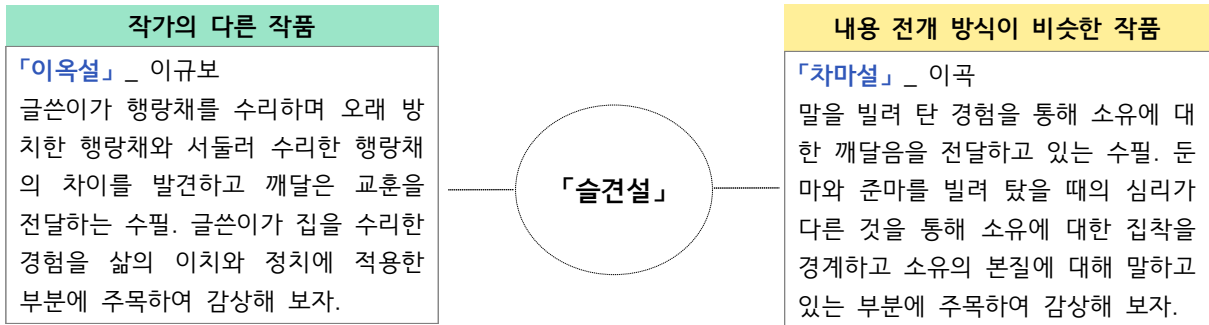 작가의 다른 작품
「이옥설」 _ 이규보
글쓴이가 행랑채를 수리하며 오래 방
치한 행랑채와 서둘러 수리한 행랑채
의 차이를 발견하고 깨달은 교훈을
전달하는 수필. 글쓴이가 집을 수리한
경험을 삶의 이치와 정치에 적용한
부분에 주목하여 감상해 보자.
「슬견설」
내용 전개 방식이 비슷한 작품
「차마설」 _ 이곡
말을 빌려 탄 경험을 통해 소유에 대
한 깨달음을 전달하고 있는 수필. 둔
마와 준마를 빌려 탔을 때의 심리가
다른 것을 통해 소유에 대한 집착을
경계하고 소유의 본질에 대해 말하고
있는 부분에 주목하여 감상해 보자.